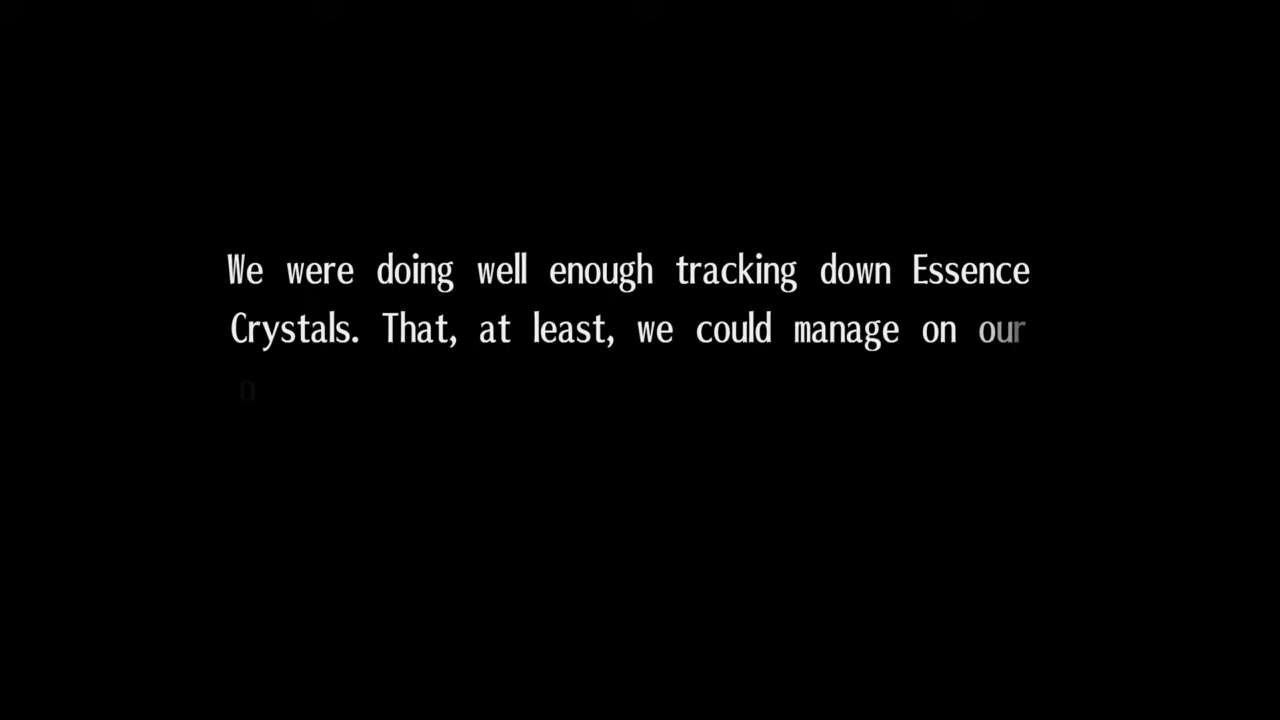 We were doing well enough tracking down Essence
Crystals. That, at least, we could manage on our
o